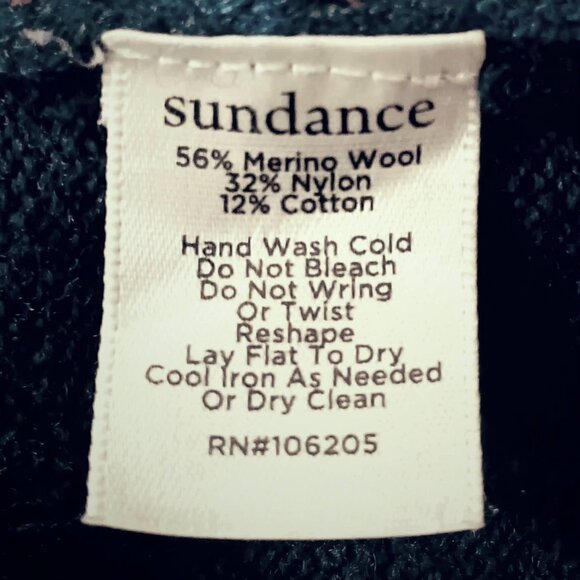 sundance
56% Merino Wool
32% Nylon
12% Cotton
Hand Wash Cold
Do Not Bleach
Do Not Wring
Or Twist
Reshape
Lay Flat To Dry
Cool Iron As Needed
Or Dry Clean
RN#106205